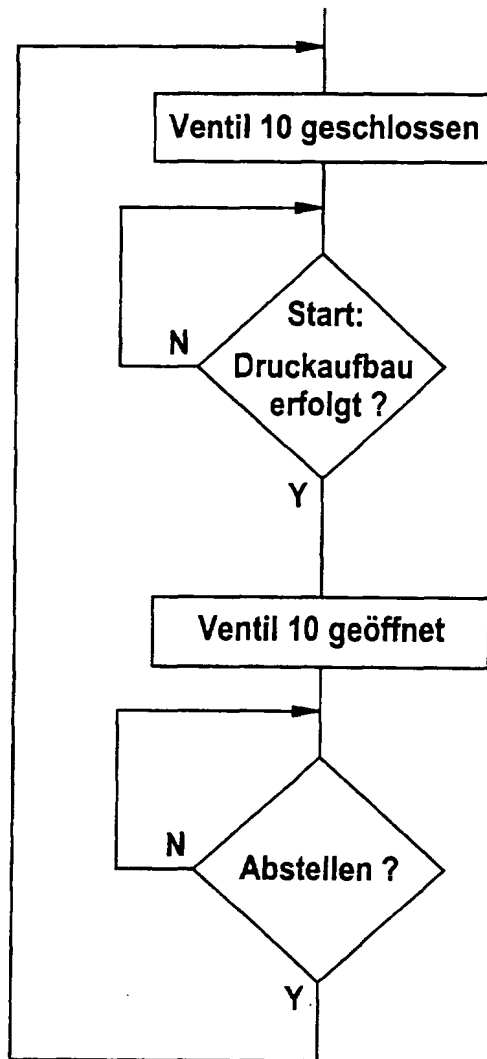 Ventil 10 geschlossen
Start:
N
Druckaufbau
erfolgt ?
Y
Ventil 10 geöffnet
N
Abstellen ?
Y